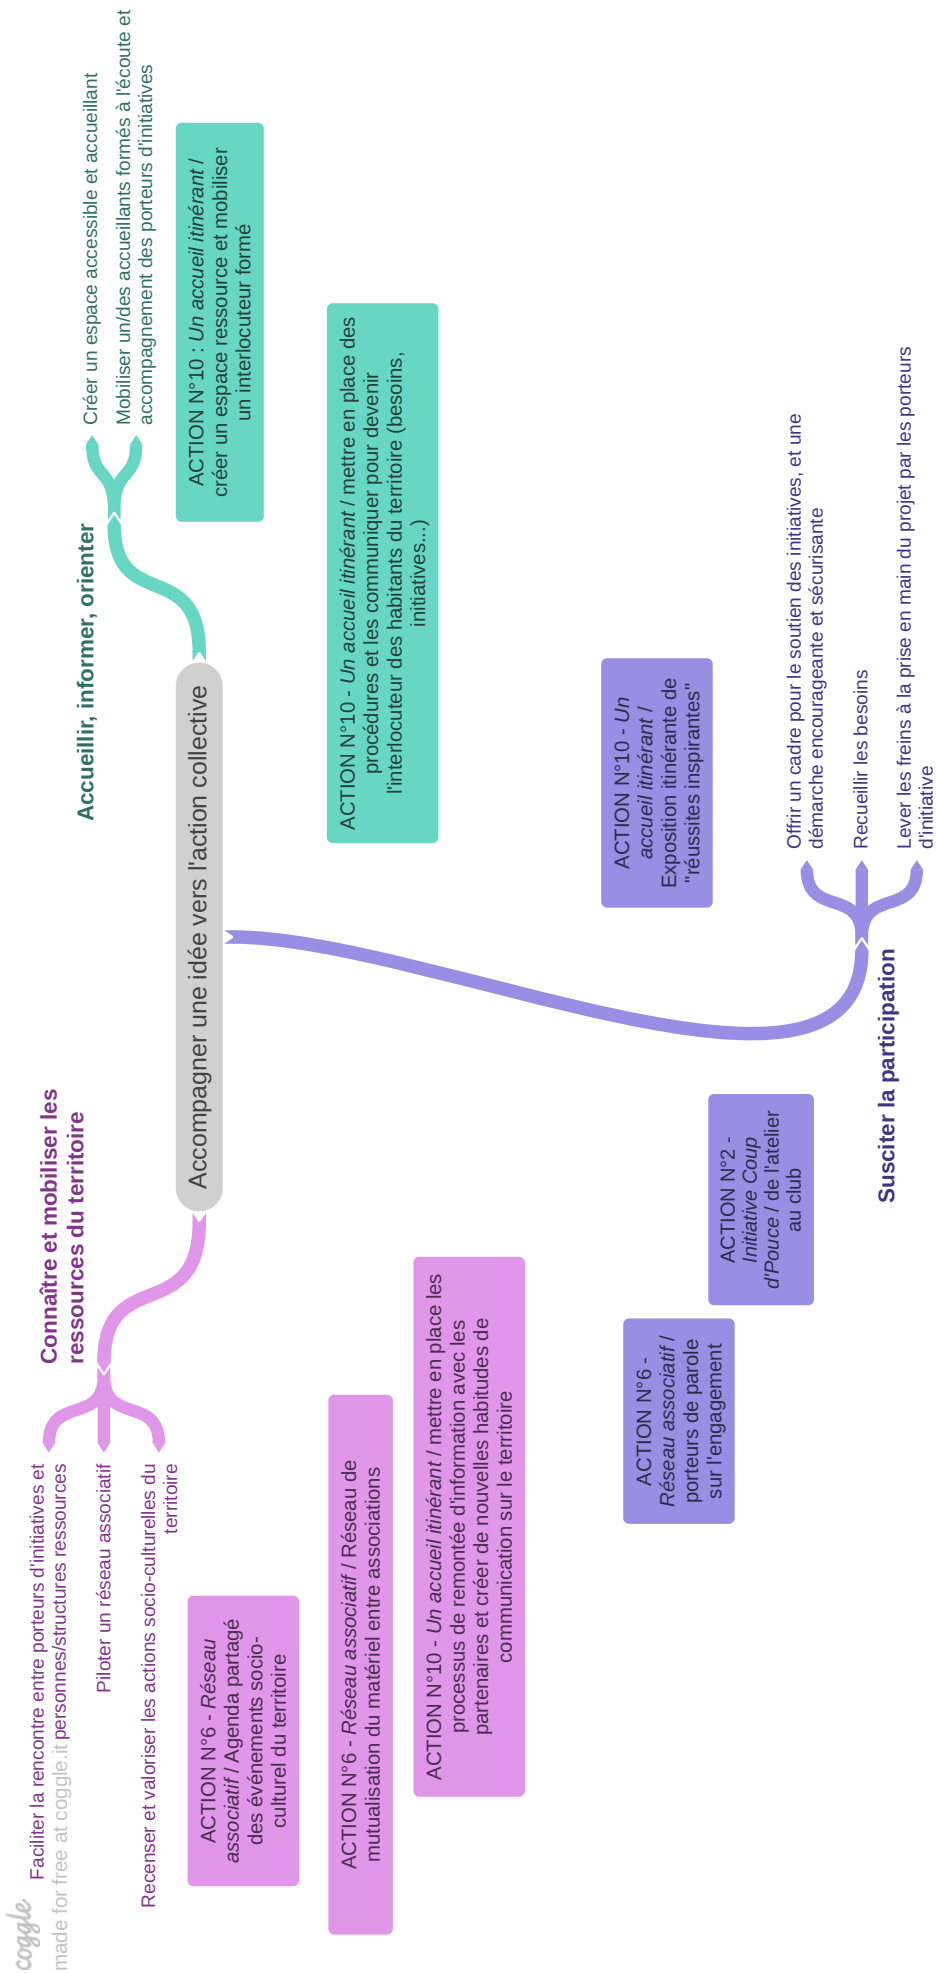 Accompagner une idée vers l'action collective
Connaître et mobiliser les
ressources du territoire
Faciliter la rencontre entre porteurs d'initiatives et
personnes/structures ressources
Piloter un réseau associatif
Recenser et valoriser les actions socio-culturelles du
territoire
ACTION N°6 - Réseau
associatif / Agenda partagé
des événements socio-
culturel du territoire
ACTION N°6 - Réseau associatif / Réseau de
mutualisation du matériel entre associations
ACTION N°10 - Un accueil itinérant / mettre en place les
processus de remontée d'information avec les
partenaires et créer de nouvelles habitudes de
communication sur le territoire
Accueillir, informer, orienter
Créer un espace accessible et accueillant
Mobiliser un/des accueillants formés à l'écoute et
accompagnement des porteurs d'initiatives
ACTION N°10 : Un accueil itinérant /
créer un espace ressource et mobiliser
un interlocuteur formé
ACTION N°10 - Un accueil itinérant / mettre en place des
procédures et les communiquer pour devenir
l'interlocuteur des habitants du territoire (besoins,
initiatives...)
Susciter la participation
Offrir un cadre pour le soutien des initiatives, et une
démarche encourageante et sécurisante
Recueillir les besoins
Lever les freins à la prise en main du projet par les porteurs
d'initiative
ACTION N°10 - Un
accueil itinérant /
Exposition itinérante de
"réussites inspirantes"
ACTION N°2 -
Initiative Coup
d'Pouce / de l'atelier
au club
ACTION N°6 -
Réseau associatif /
porteurs de parole
sur l'engagement
coggle
made for free at coggle.it